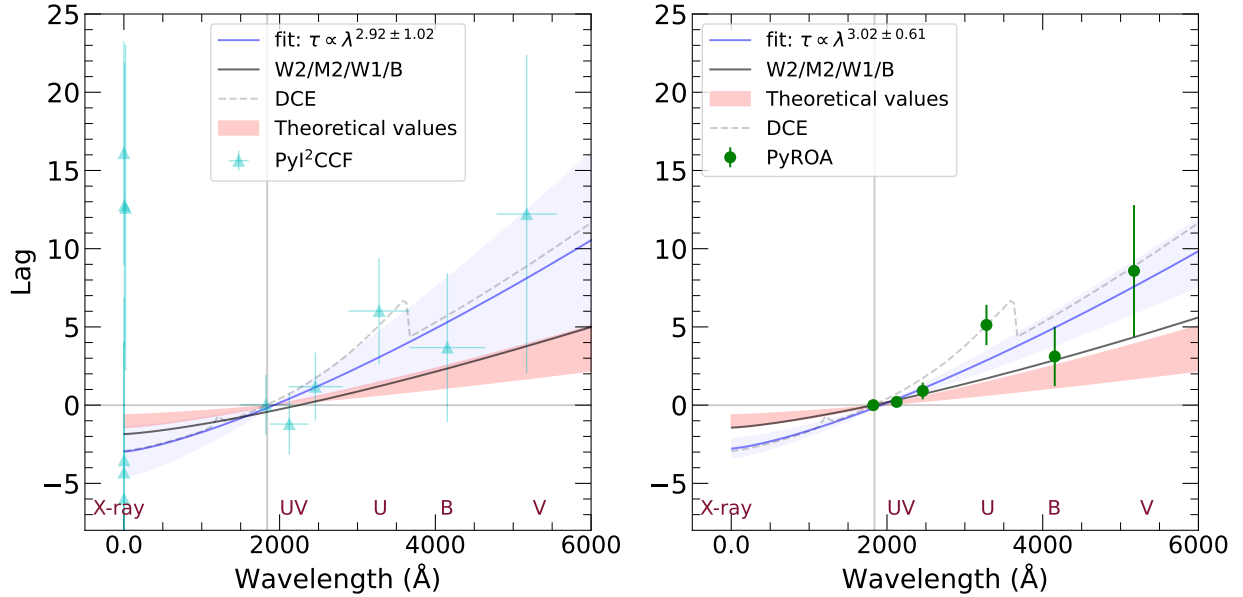 25
20
15
10
5
0
−5
Lag
fit: τ ∝ λ^2.92 ± 1.02
W2/M2/W1/B
DCE
Theoretical values
PyI²CCF
X-ray
UV
U
B
V
0.0
2000
4000
6000
Wavelength (Å)
25
20
15
10
5
0
−5
fit: τ ∝ λ^3.02 ± 0.61
W2/M2/W1/B
Theoretical values
DCE
PyROA
X-ray
UV
U
B
V
0.0
2000
4000
6000
Wavelength (Å)